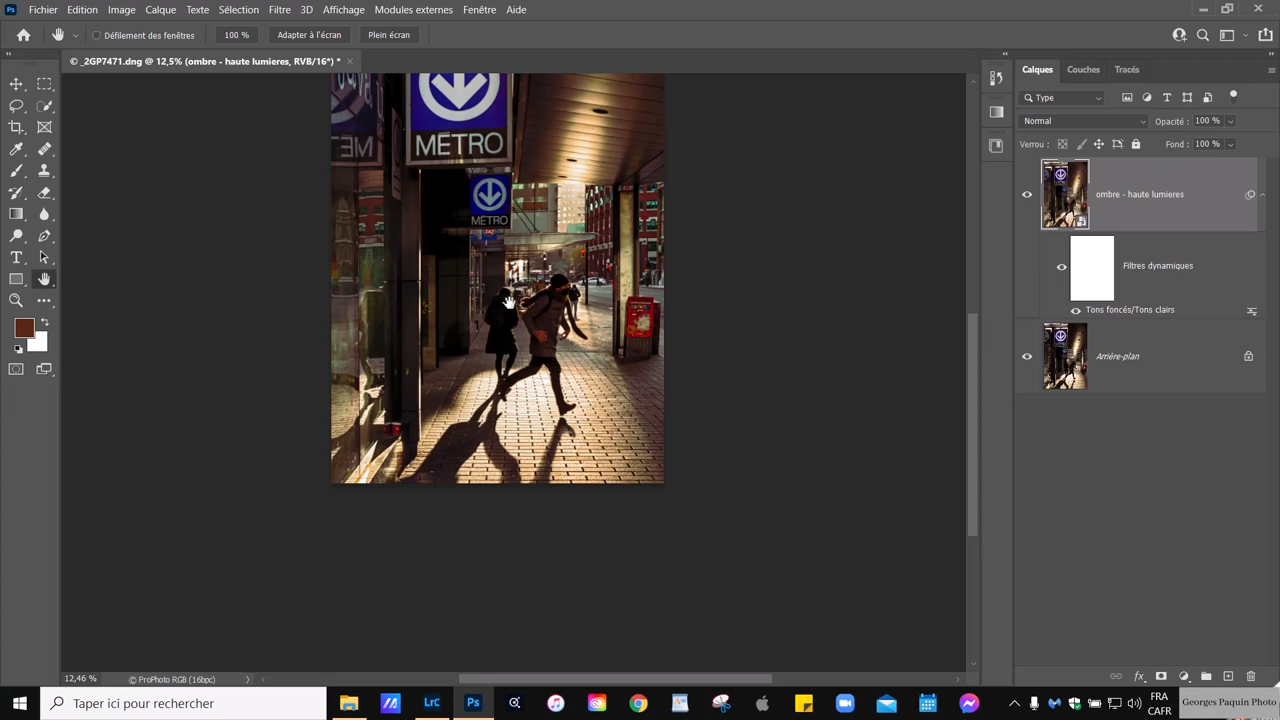 Fichier Edition Image Calque Texte Sélection Filtre 3D Affichage Modules externes Fenêtre Aide
Défilement des fenêtres 100 % Adapter à l'écran Plein écran
© _2GP7471.dng @ 12,5% (ombre - haute lumieres, RVB/16*) *
Calques Couches Tracés
Type
Normal Opacité : 100 %
Verrou : Fond : 100 %
MÉTRO
MÉTRO
ombre - haute lumieres
Filtres dynamiques
Tons foncés/Tons clairs
Arrière-plan
12,46 % © ProPhoto RGB (16bpc)
Taper ici pour rechercher
LrC
Ps
FRA
CAFR
Georges Paquin Photo